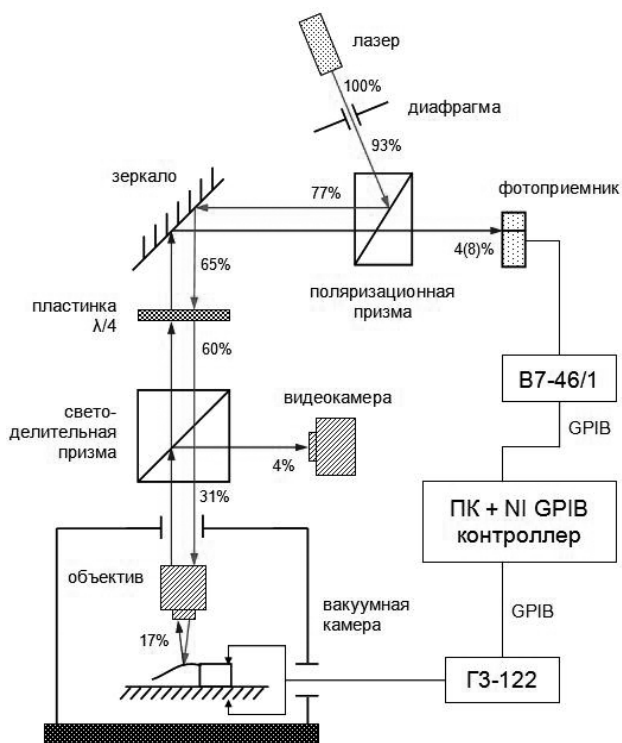 лазер
100%
диафрагма
93%
зеркало
77%
фотоприемник
4(8)%
65%
поляризационная
призма
пластинка
λ/4
60%
В7-46/1
свето-
делительная
призма
видеокамера
4%
GPIB
31%
ПК + NI GPIB
контроллер
объектив
вакуумная
камера
GPIB
17%
Г3-122